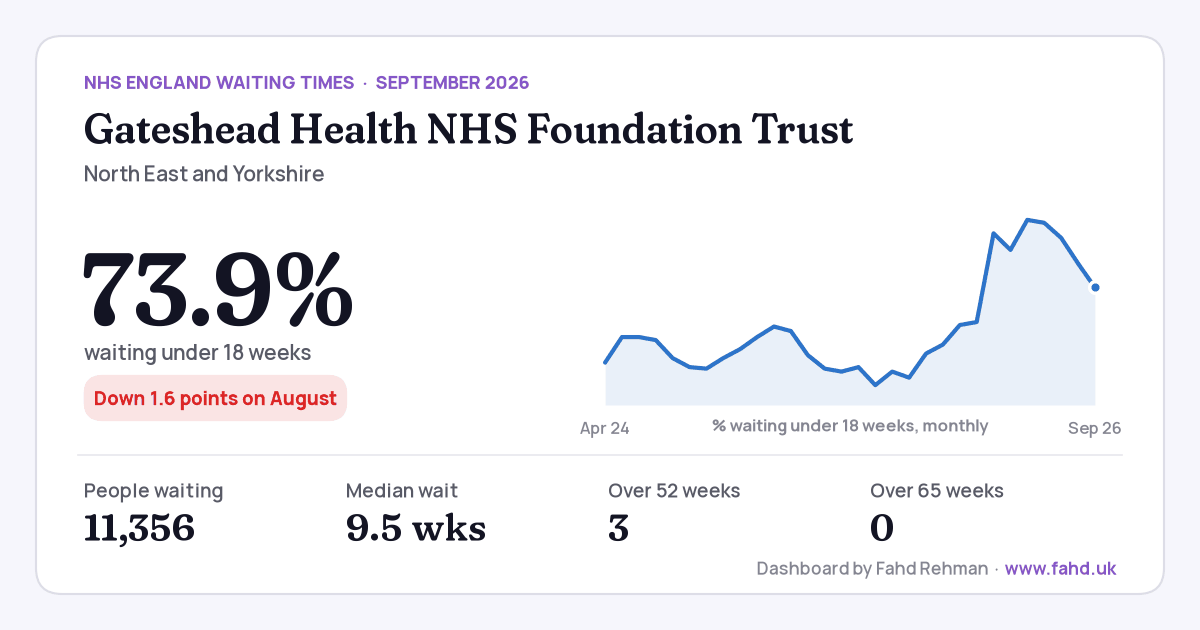 NHS ENGLAND WAITING TIMES · SEPTEMBER 2026
Gateshead Health NHS Foundation Trust
North East and Yorkshire
73.9%
waiting under 18 weeks
Down 1.6 points on August
Apr 24
% waiting under 18 weeks, monthly
Sep 26
People waiting
11,356
Median wait
9.5 wks
Over 52 weeks
3
Over 65 weeks
0
Dashboard by Fahd Rehman · www.fahd.uk